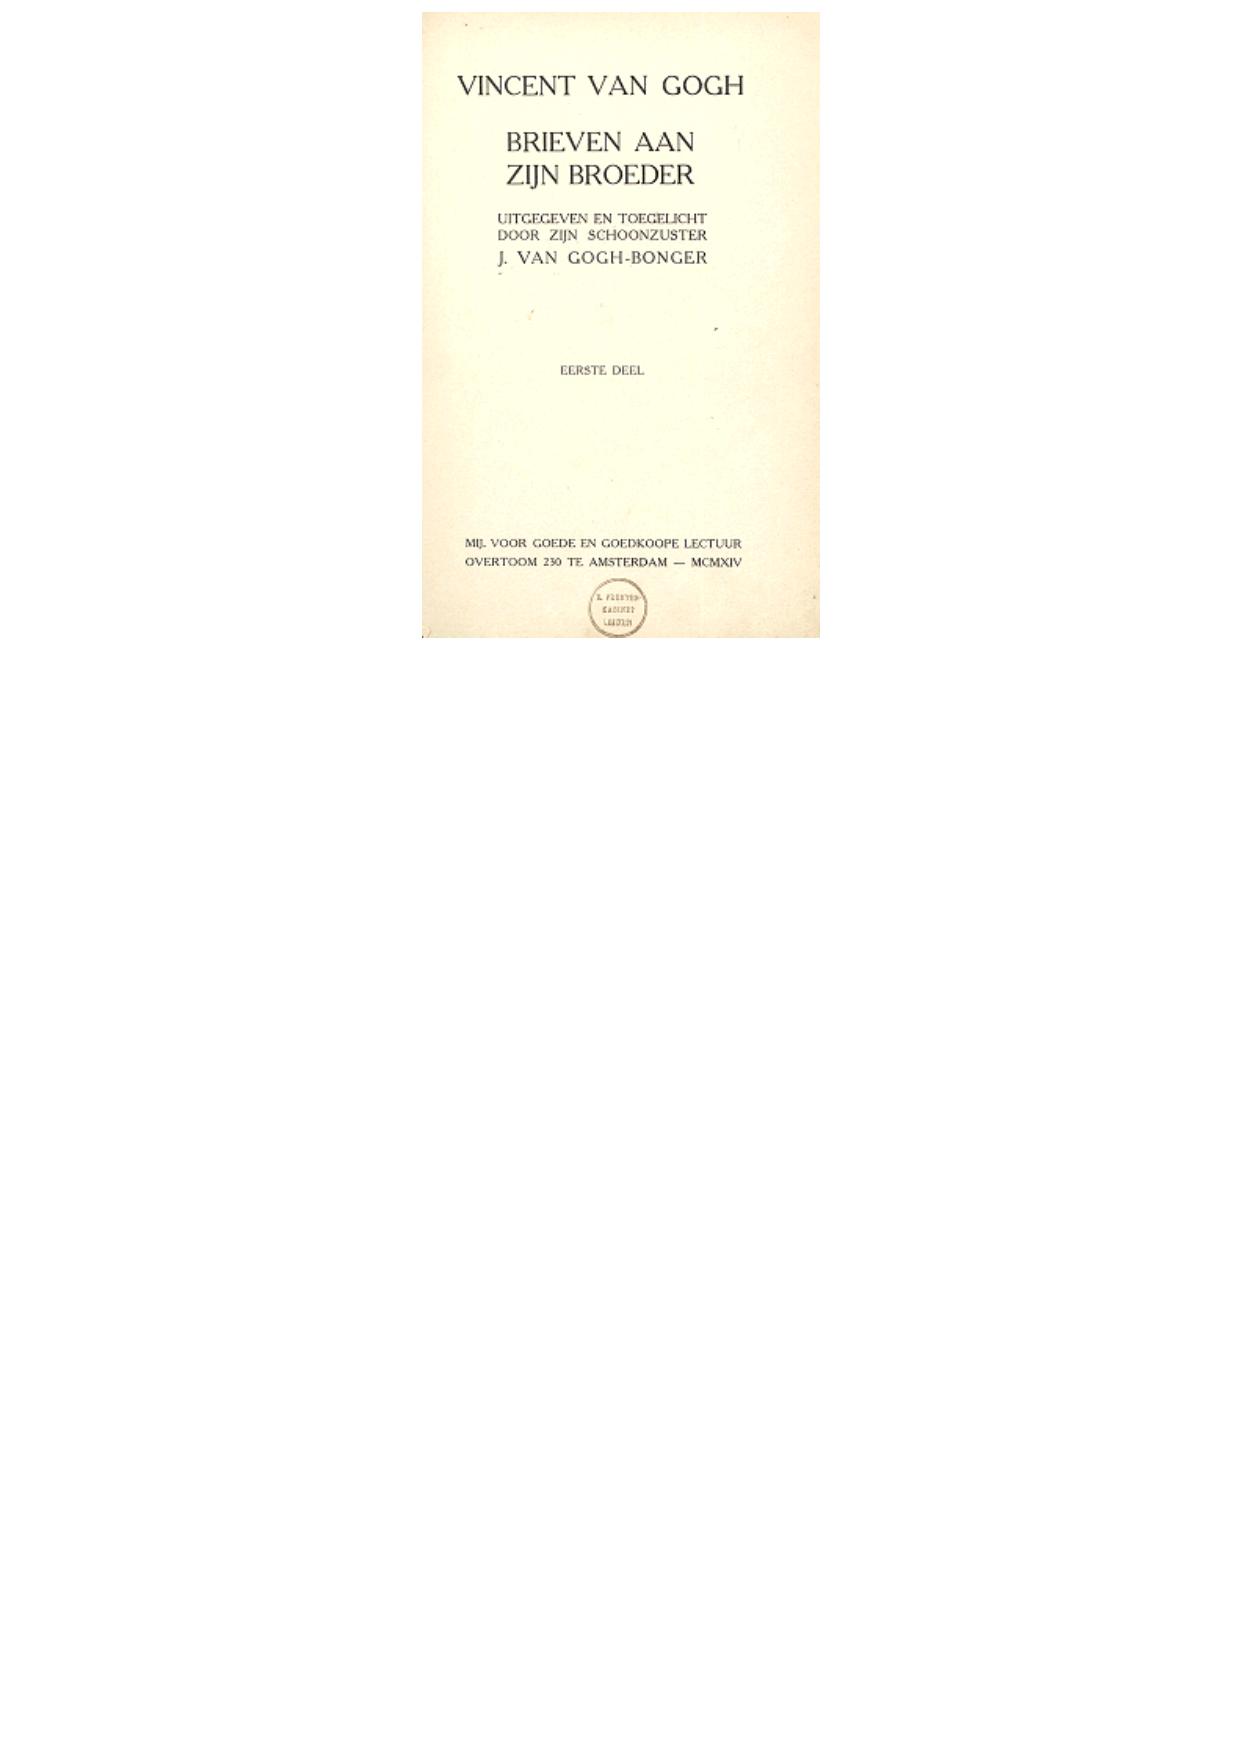 VINCENT VAN GOGH
BRIEVEN AAN
ZIJN BROEDER
UITGEGEVEN EN TOEGELICHT
DOOR ZIJN SCHOONZUSTER
J. VAN GOGH-BONGER
EERSTE DEEL
MIJ. VOOR GOEDE EN GOEDKOOPE LECTUUR
OVERTOOM 230 TE AMSTERDAM — MCMXIV
KABINET